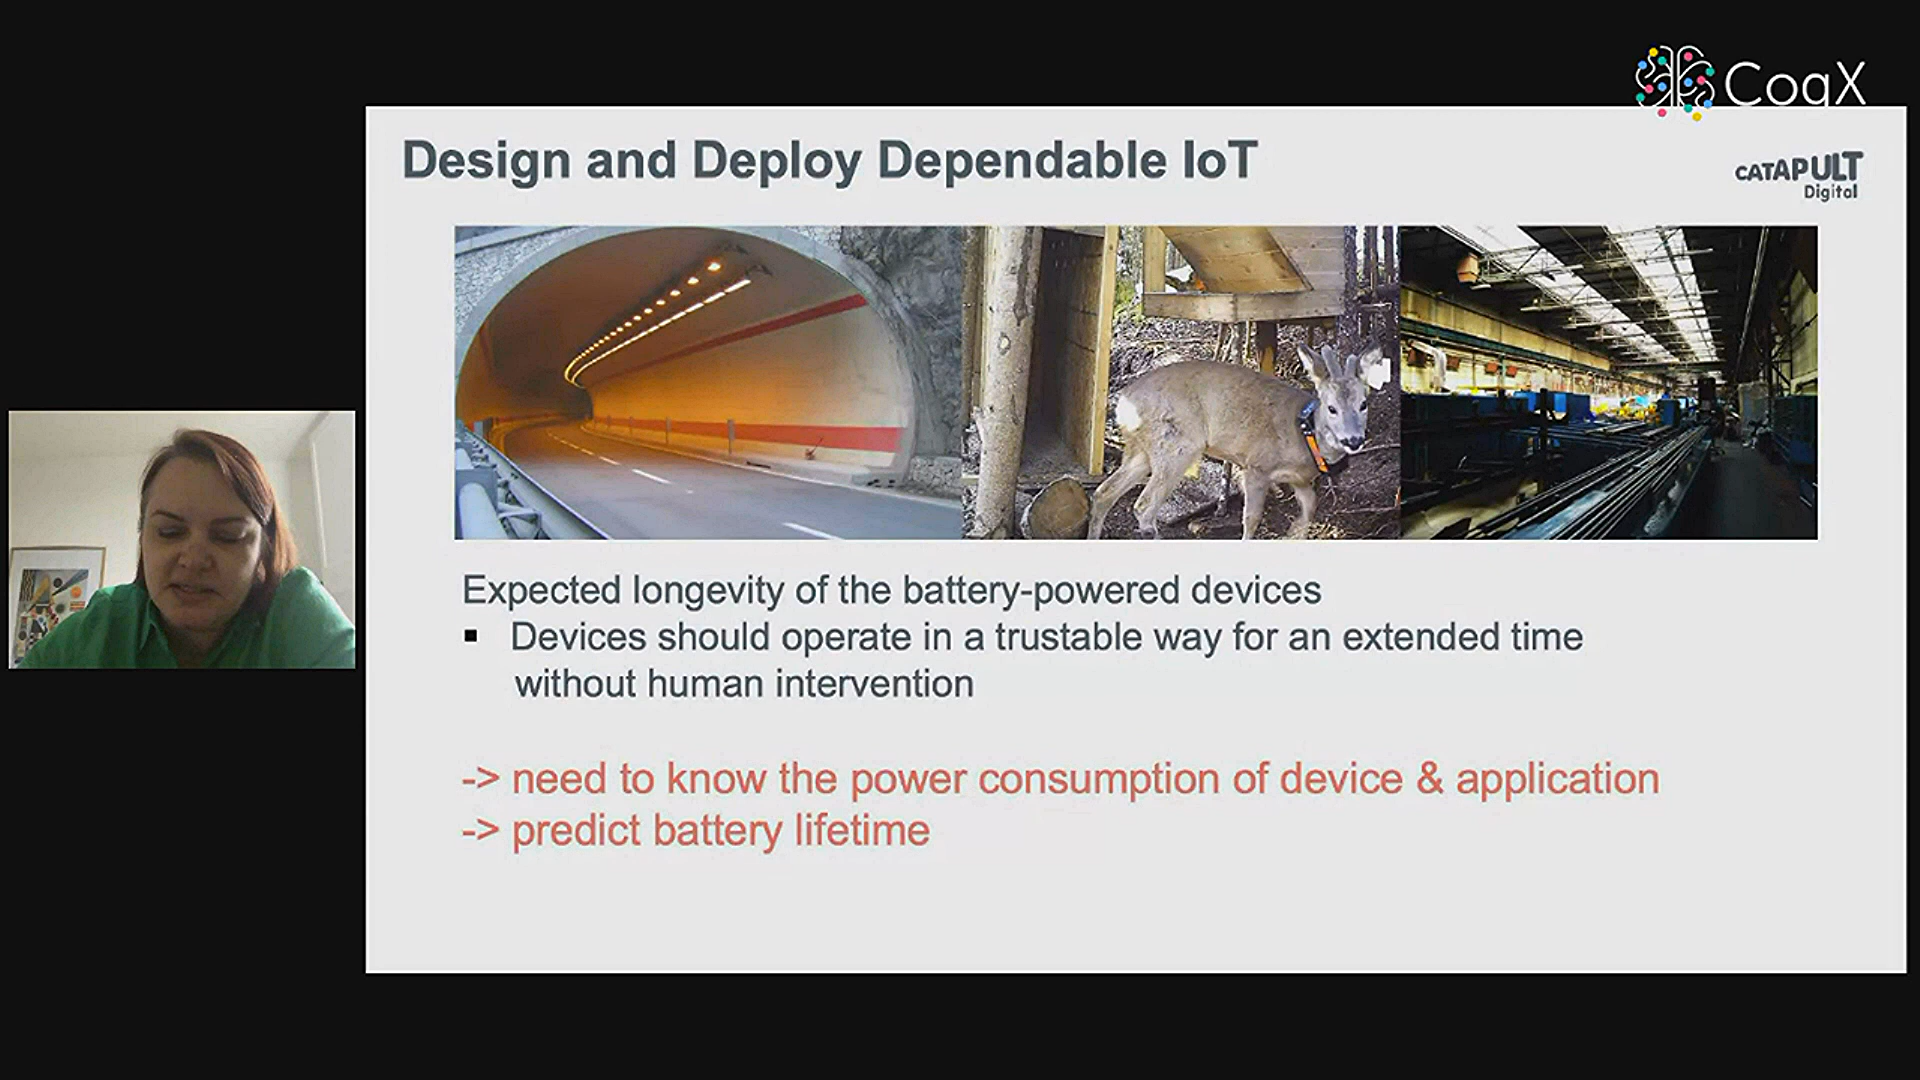 CogX
Design and Deploy Dependable IoT
CATAPULT
Digital
Expected longevity of the battery-powered devices
▪ Devices should operate in a trustable way for an extended time
without human intervention
-> need to know the power consumption of device & application
-> predict battery lifetime